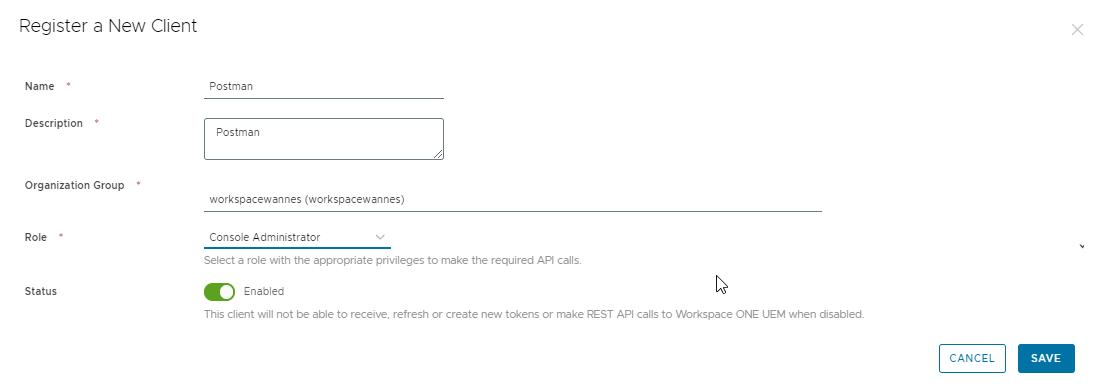 Register a New Client
Name *
Postman
Description *
Postman
Organization Group *
workspacewannes (workspacewannes)
Role *
Console Administrator
Select a role with the appropriate privileges to make the required API calls.
Status
Enabled
This client will not be able to receive, refresh or create new tokens or make REST API calls to Workspace ONE UEM when disabled.
CANCEL
SAVE